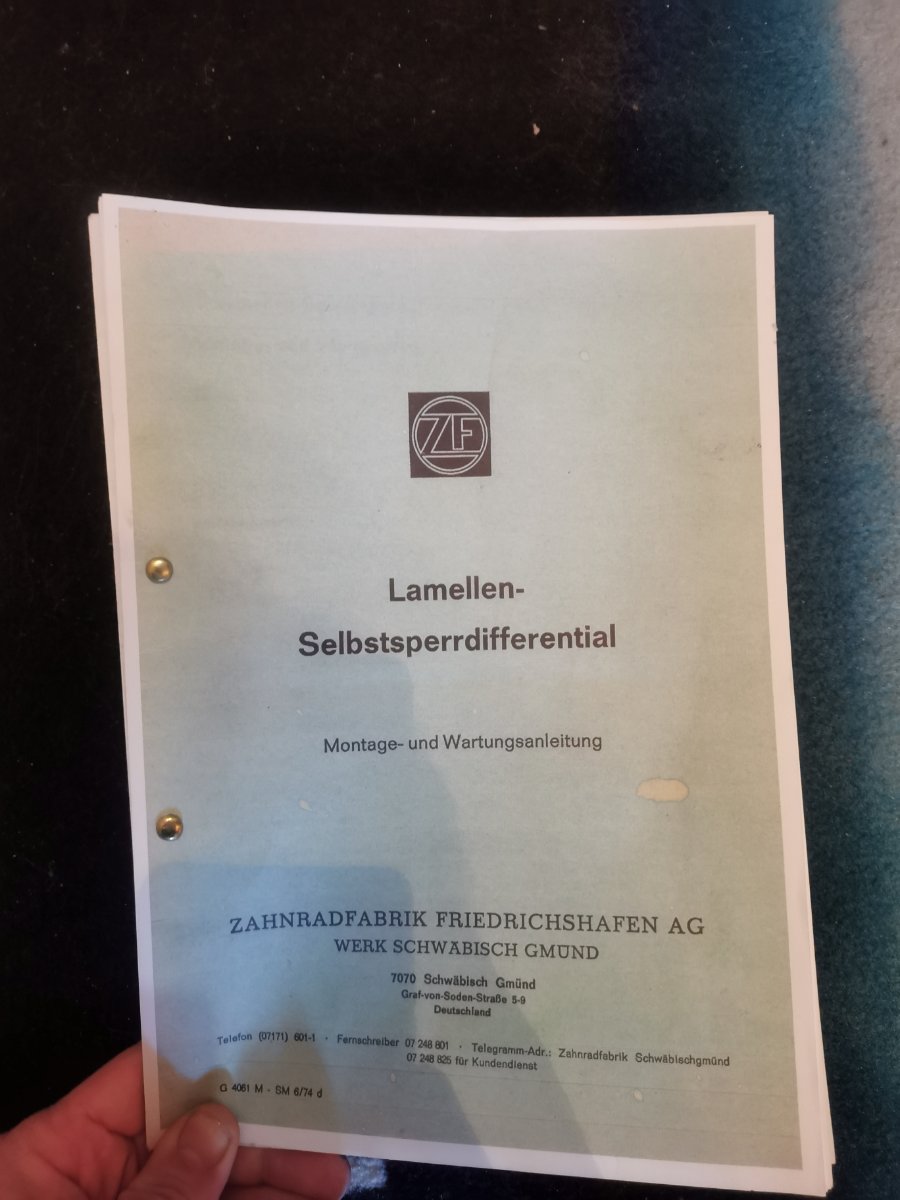 ZF
Lamellen-
Selbstsperrdifferential
Montage- und Wartungsanleitung
ZAHNRADFABRIK FRIEDRICHSHAFEN AG
WERK SCHWÄBISCH GMÜND
7070 Schwäbisch Gmünd
Graf-von-Soden-Straße 5-9
Deutschland
Telefon (07171) 601-1 · Fernschreiber 07 248 801 · Telegramm-Adr.: Zahnradfabrik Schwäbischgmünd
07 248 825 für Kundendienst
G 4061 M - SM 6/74 d